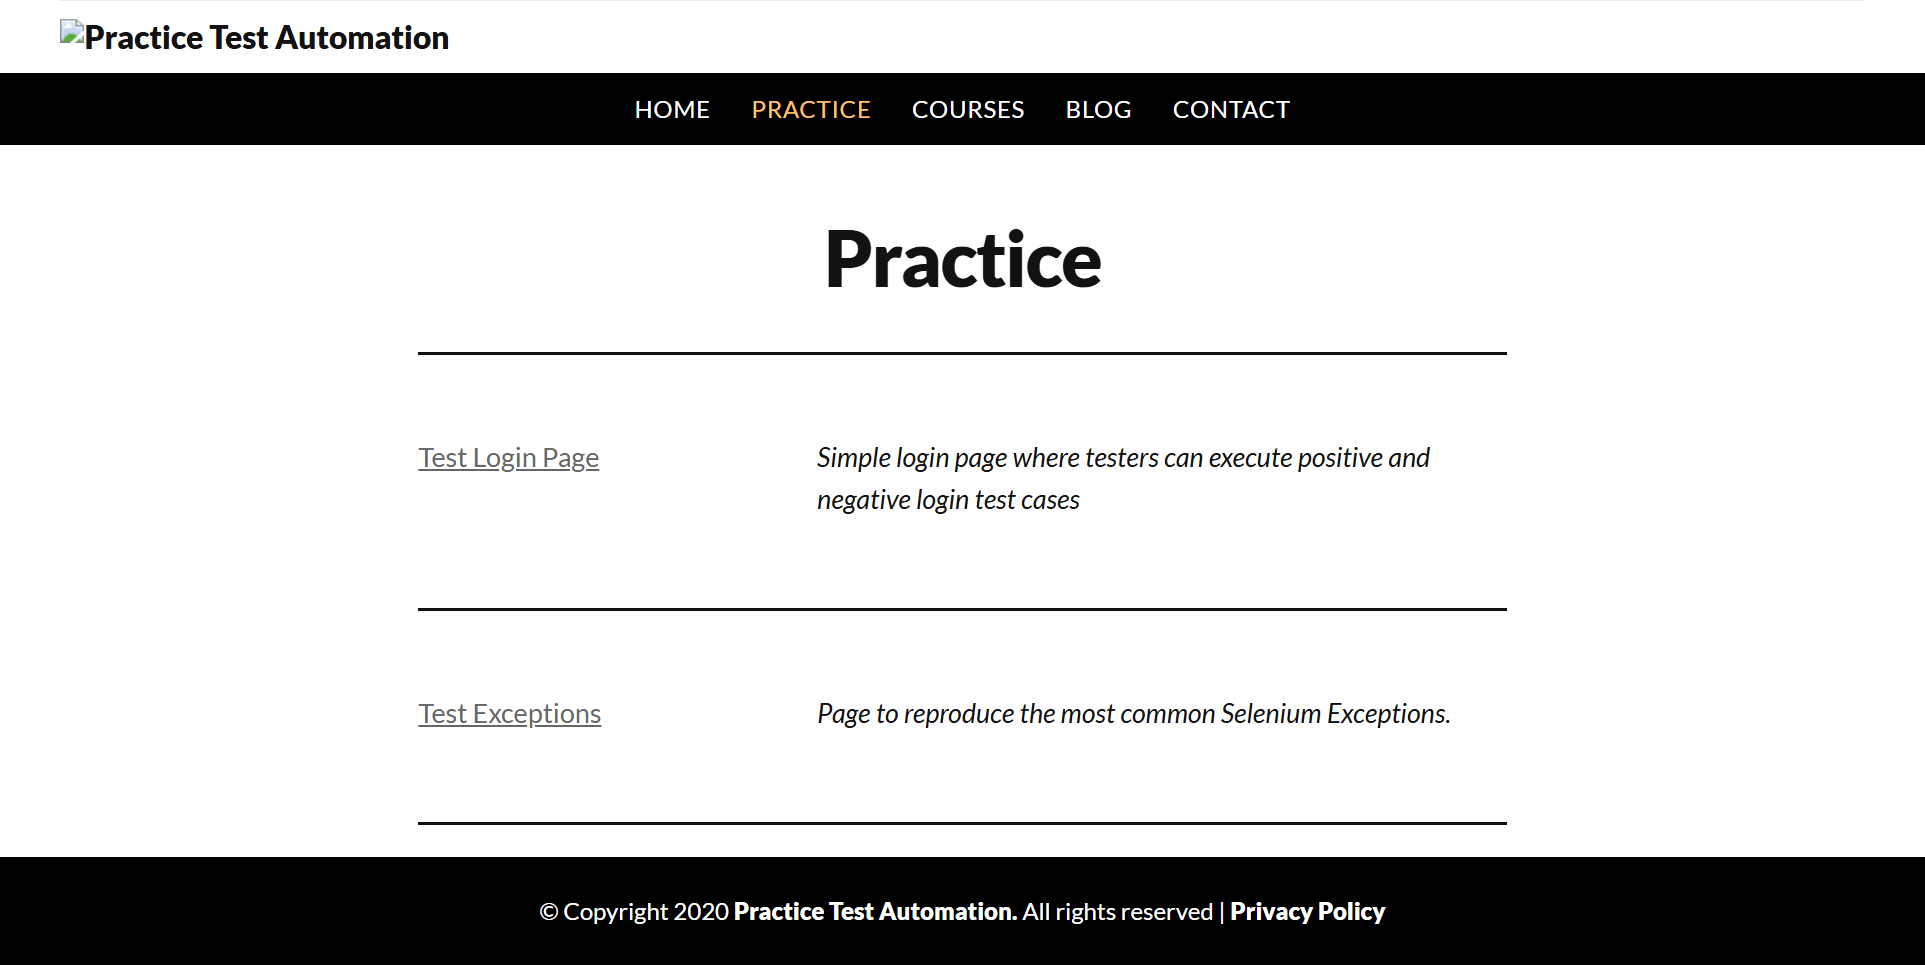 Practice Test Automation
HOME PRACTICE COURSES BLOG CONTACT
Practice
Test Login Page
Simple login page where testers can execute positive and
negative login test cases
Test Exceptions
Page to reproduce the most common Selenium Exceptions.
© Copyright 2020 Practice Test Automation. All rights reserved | Privacy Policy